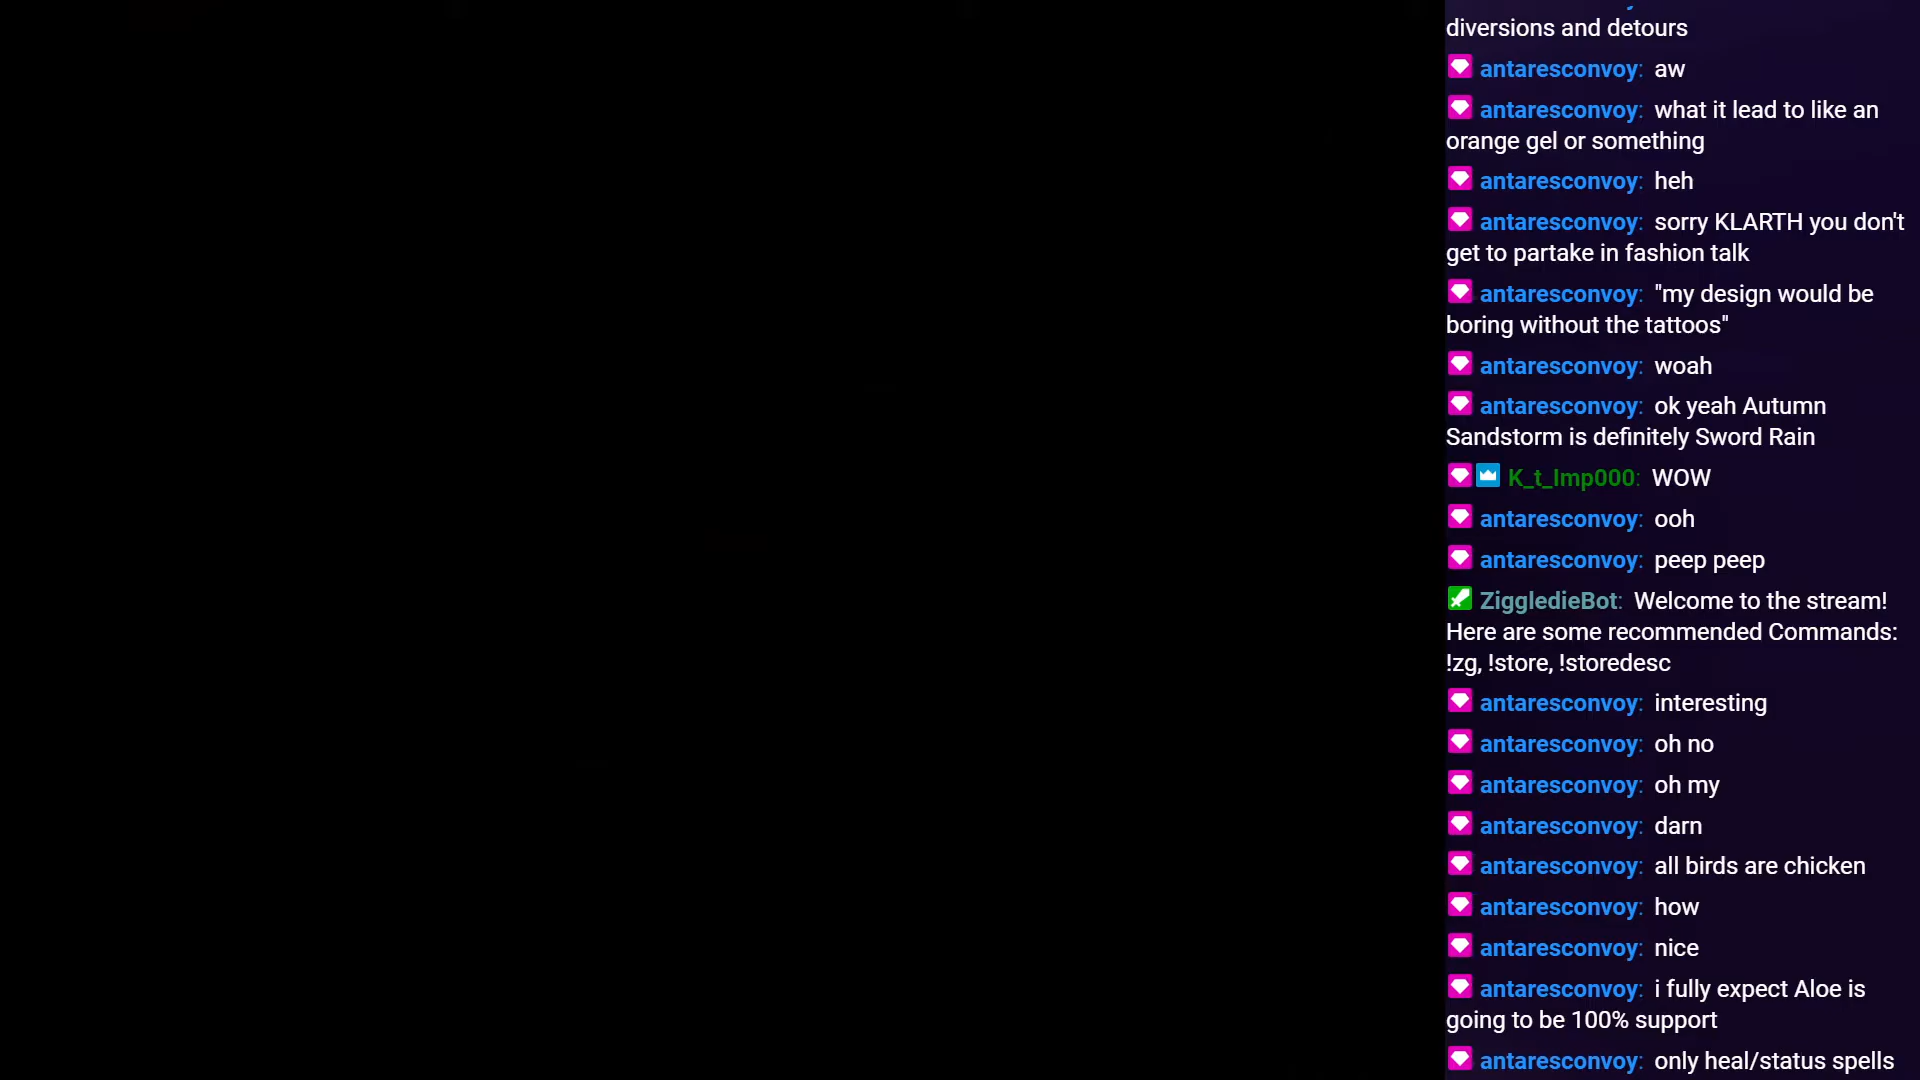 diversions and detours
antaresconvoy: aw
antaresconvoy: what it lead to like an
orange gel or something
antaresconvoy: heh
antaresconvoy: sorry KLARTH you don't
get to partake in fashion talk
antaresconvoy: "my design would be
boring without the tattoos"
antaresconvoy: woah
antaresconvoy: ok yeah Autumn
Sandstorm is definitely Sword Rain
K_t_Imp000: WOW
antaresconvoy: ooh
antaresconvoy: peep peep
ZiggledieBot: Welcome to the stream!
Here are some recommended Commands:
!zg, !store, !storedesc
antaresconvoy: interesting
antaresconvoy: oh no
antaresconvoy: oh my
antaresconvoy: darn
antaresconvoy: all birds are chicken
antaresconvoy: how
antaresconvoy: nice
antaresconvoy: i fully expect Aloe is
going to be 100% support
antaresconvoy: only heal/status spells